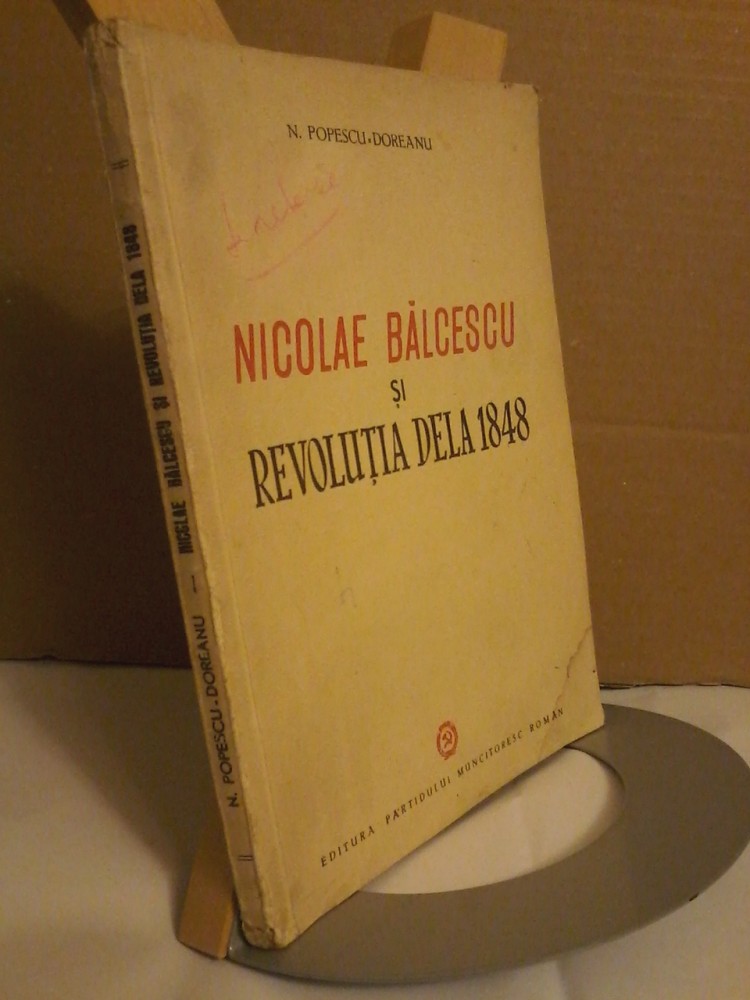 N. POPESCU-DOREANU
NICOLAE BĂLCESCU
ȘI
REVOLUȚIA DELA 1848
EDITURA PARTIDULUI MUNCITORESC ROMÂN
N. POPESCU-DOREANU — NICOLAE BĂLCESCU ȘI REVOLUȚIA DELA 1848